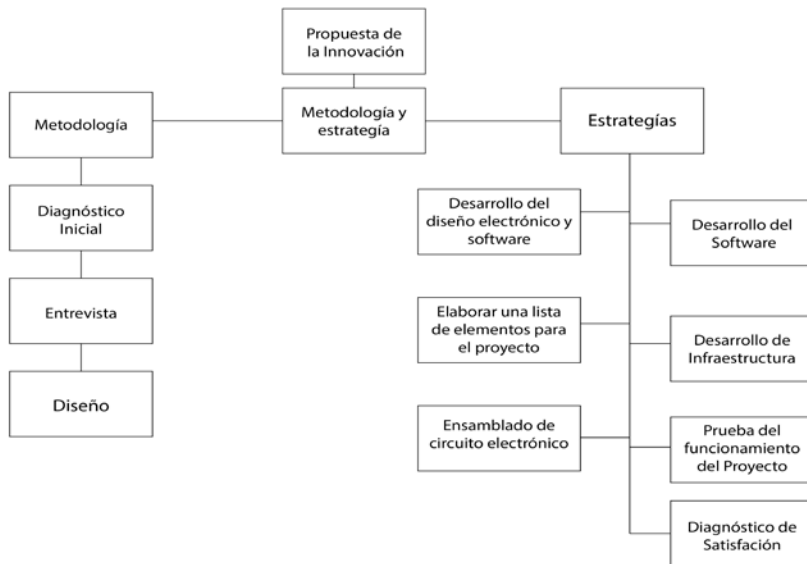 Propuesta de
la Innovación
Metodología
Metodología y
estrategía
Estrategías
Diagnóstico
Inicial
Entrevista
Diseño
Desarrollo del
diseño electrónico y
software
Desarrollo del
Software
Elaborar una lista
de elementos para
el proyecto
Desarrollo de
Infraestructura
Ensamblado de
circuito electrónico
Prueba del
funcionamiento
del Proyecto
Diagnóstico de
Satisfación